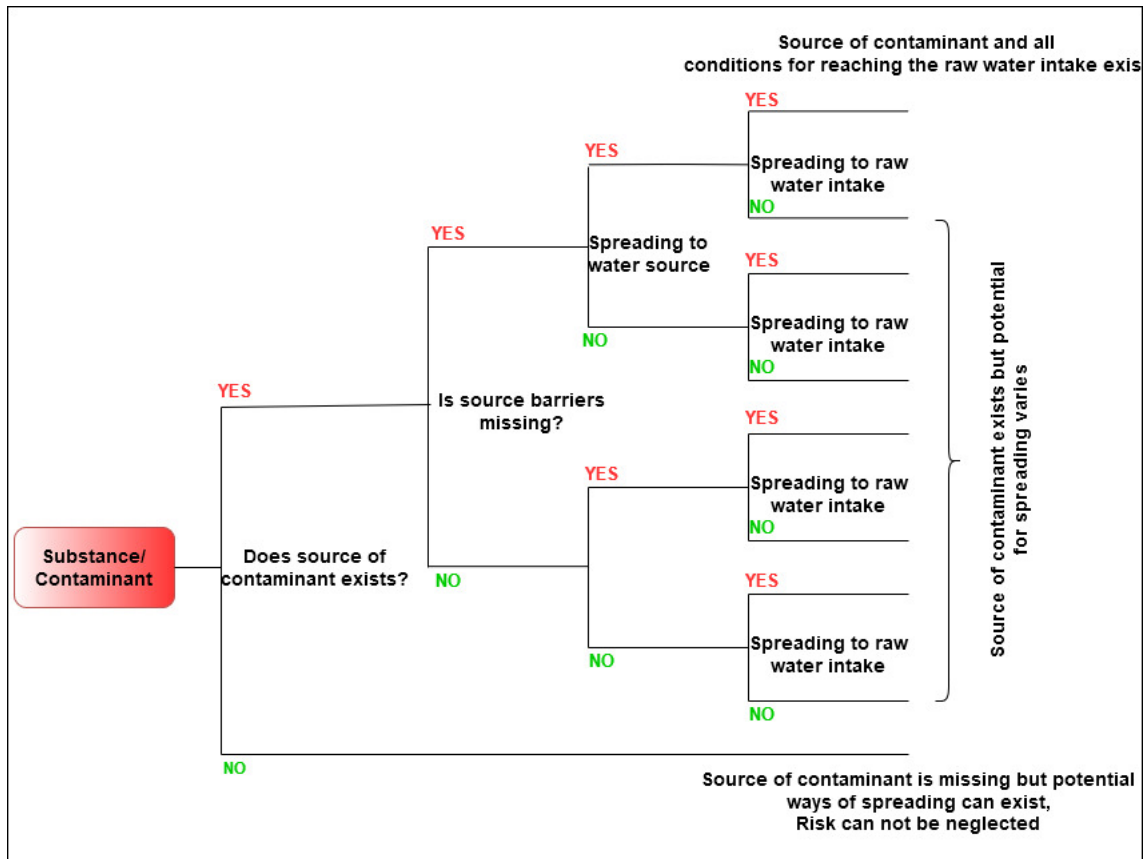 Source of contaminant and all
conditions for reaching the raw water intake exis
YES
Spreading to raw
water intake
NO
YES
Spreading to
water source
YES
Spreading to raw
water intake
NO
NO
YES
Is source barriers
missing?
YES
Spreading to raw
water intake
NO
YES
NO
YES
Spreading to raw
water intake
NO
NO
YES
Substance/
Contaminant
Does source of
contaminant exists?
NO
Source of contaminant exists but potential
for spreading varies
Source of contaminant is missing but potential
ways of spreading can exist,
Risk can not be neglected